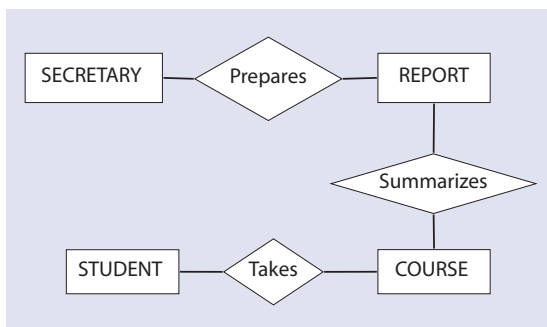 SECRETARY
Prepares
REPORT
Summarizes
STUDENT
Takes
COURSE